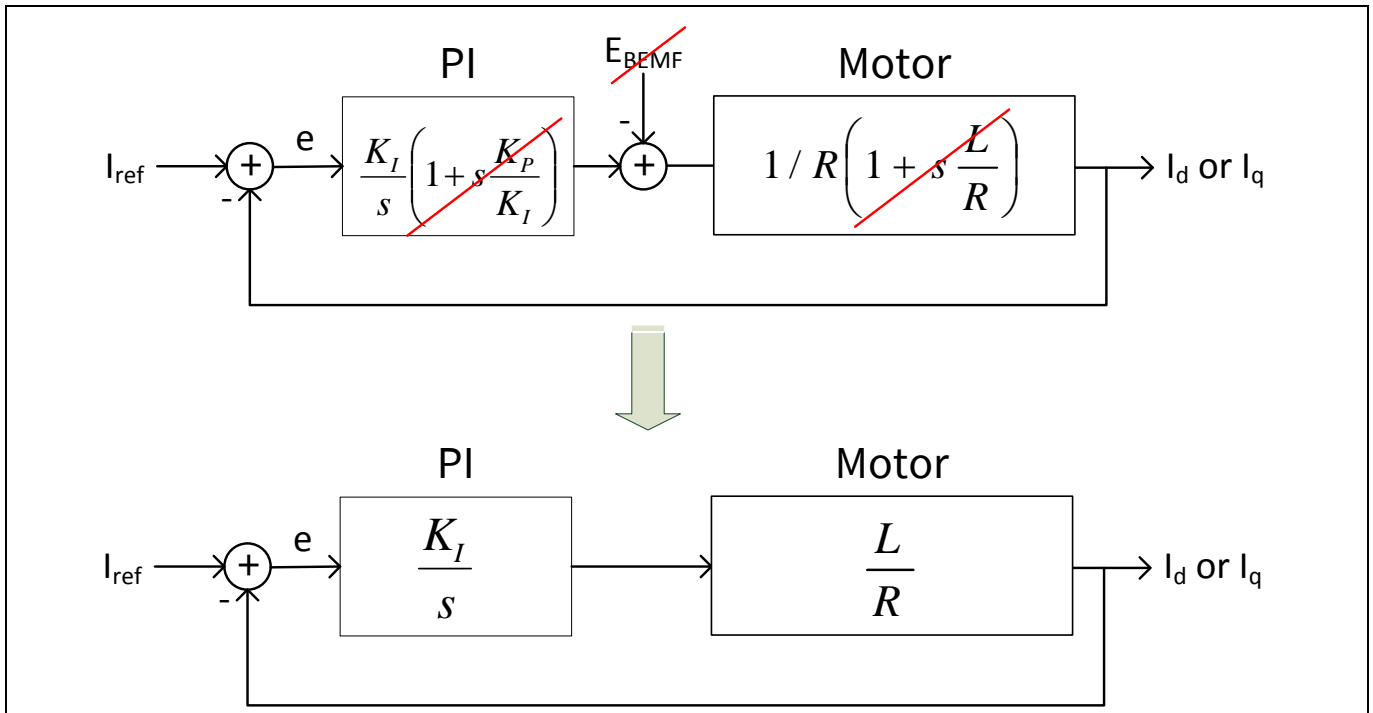 PI E_BEMF Motor
I_ref + - e K_I/s (1 + s K_P/K_I) - + 1 / R (1 + s L/R) I_d or I_q
PI Motor
I_ref + - e K_I/s L/R I_d or I_q